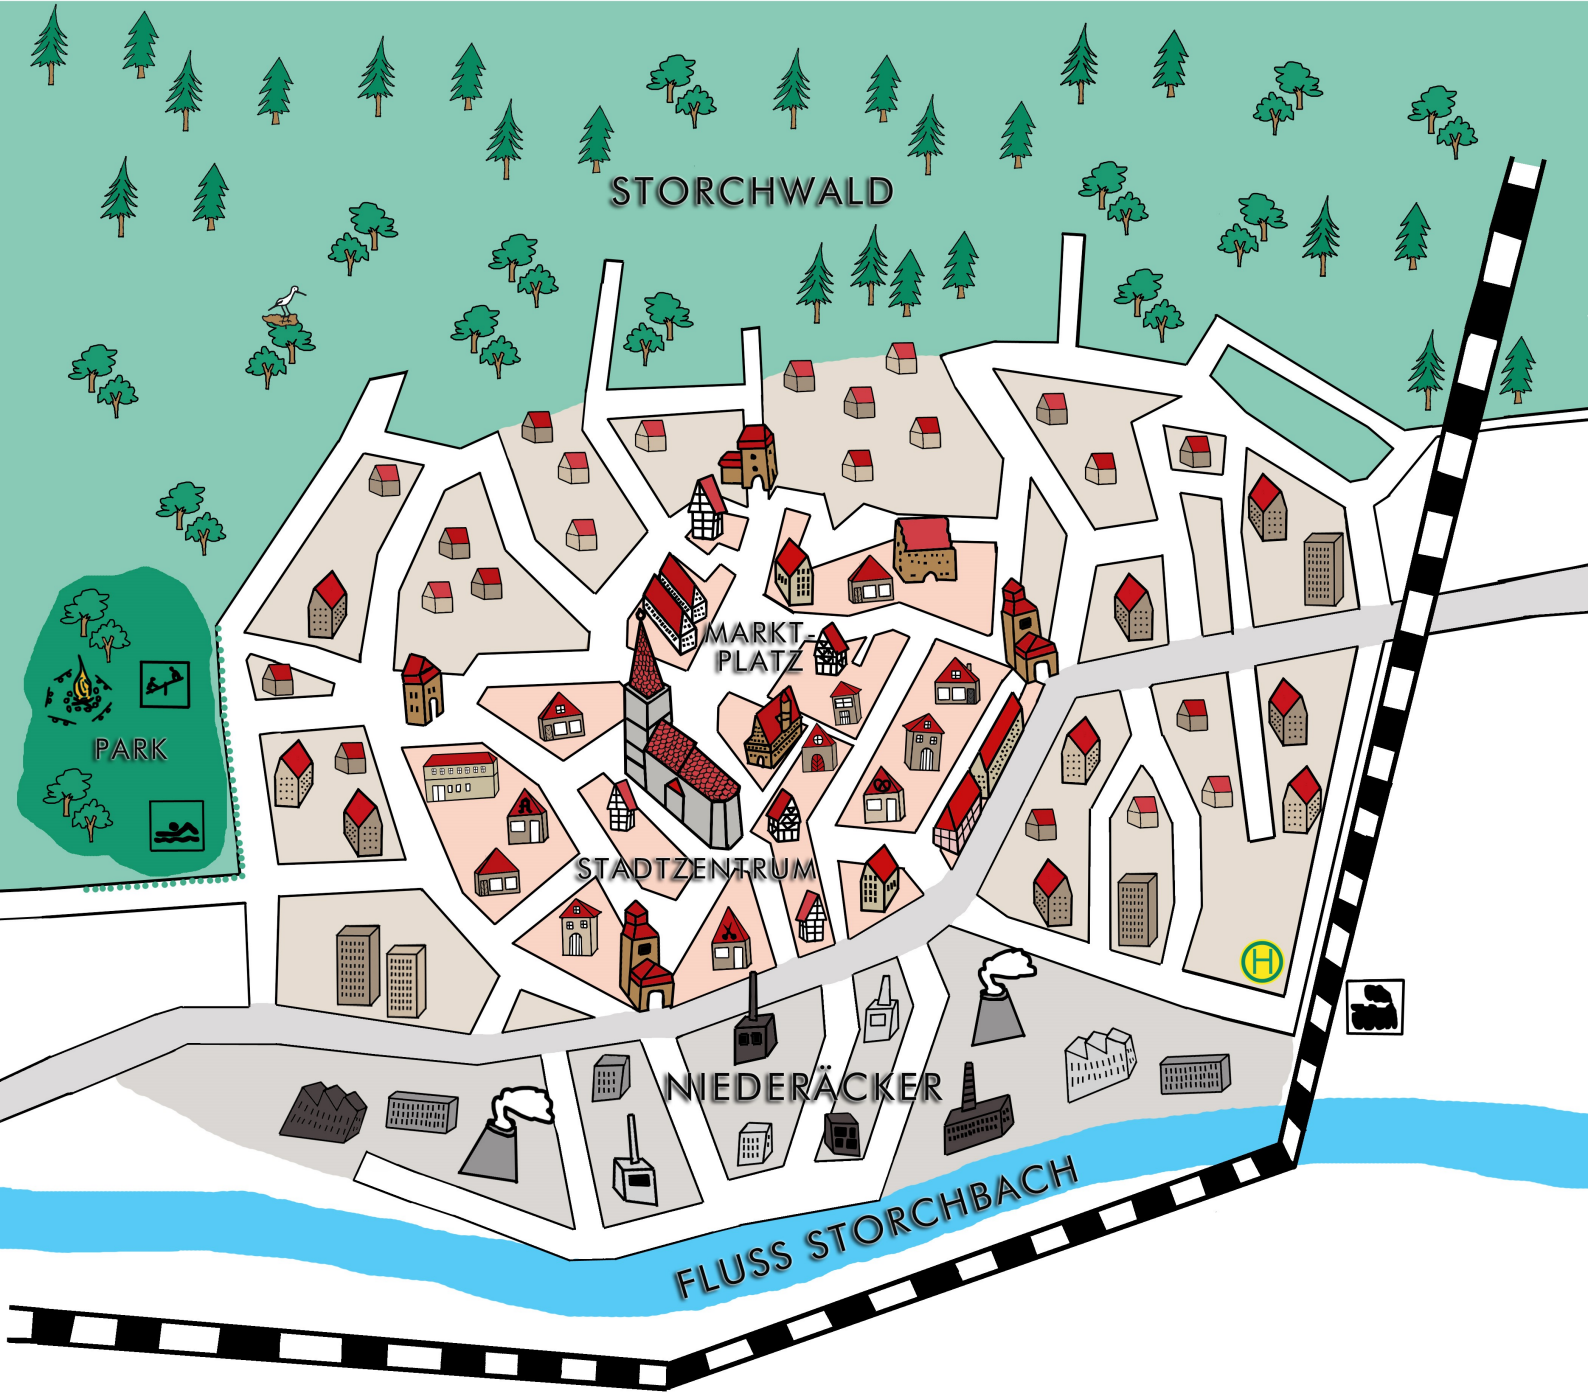 STORCHWALD
MARKT-
PLATZ
PARK
A
STADTZENTRUM
H
NIEDERÄCKER
FLUSS STORCHBACH